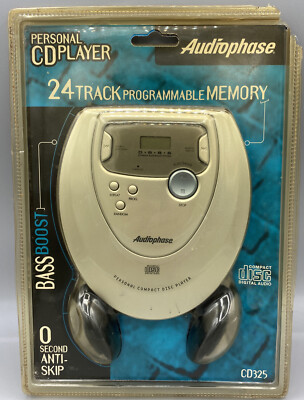 PERSONAL
CD PLAYER
Audiophase
24 TRACK PROGRAMMABLE MEMORY
BASS BOOST
Audiophase
PERSONAL COMPACT DISC PLAYER
COMPACT
disc
DIGITAL AUDIO
0
SECOND
ANTI-
SKIP
CD325